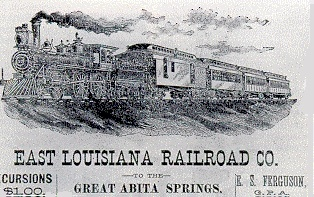 EAST LOUISIANA RAILROAD CO.
CURSIONS
$1.00.
TO THE
GREAT ABITA SPRINGS.
E. S. FERGUSON,
G. P. A.